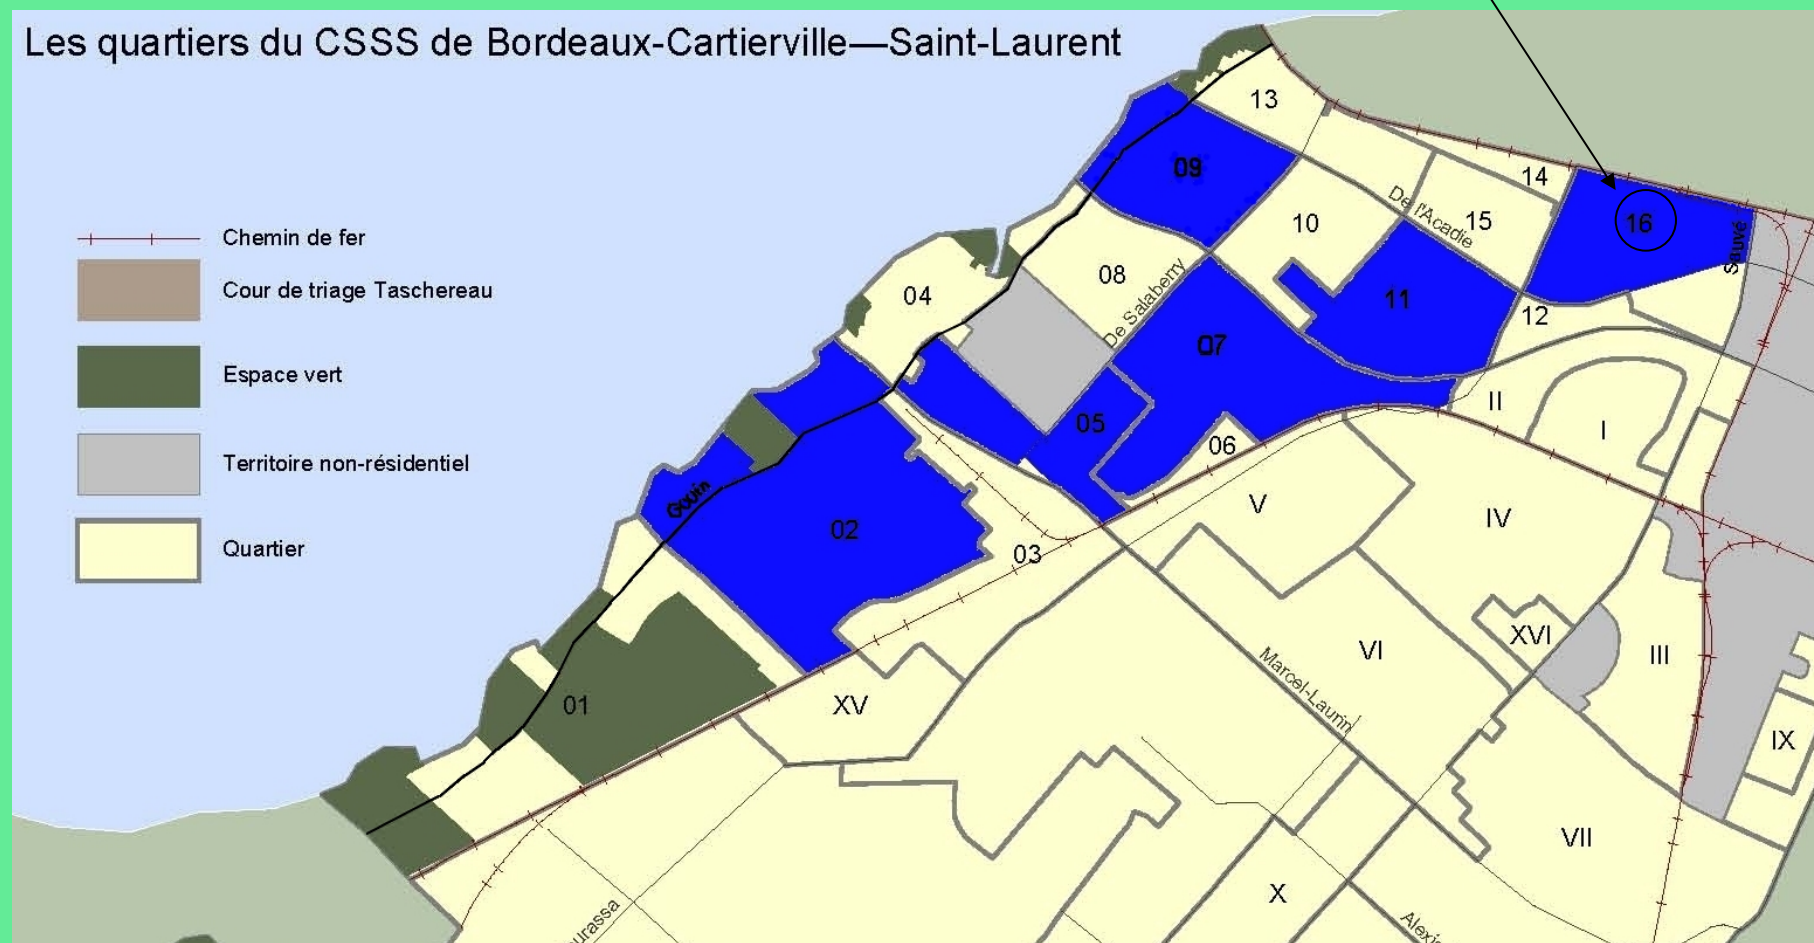 Les quartiers du CSSS de Bordeaux-Cartierville—Saint-Laurent
Chemin de fer
Cour de triage Taschereau
Espace vert
Territoire non-résidentiel
Quartier
13
09
14
De l'Acadie
15
16
Sauvé
10
08
04
De Salaberry
11
12
07
II
05
06
I
Gouin
02
V
IV
03
XVI
VI
III
Marcel-Laurin
01
XV
IX
VII
X